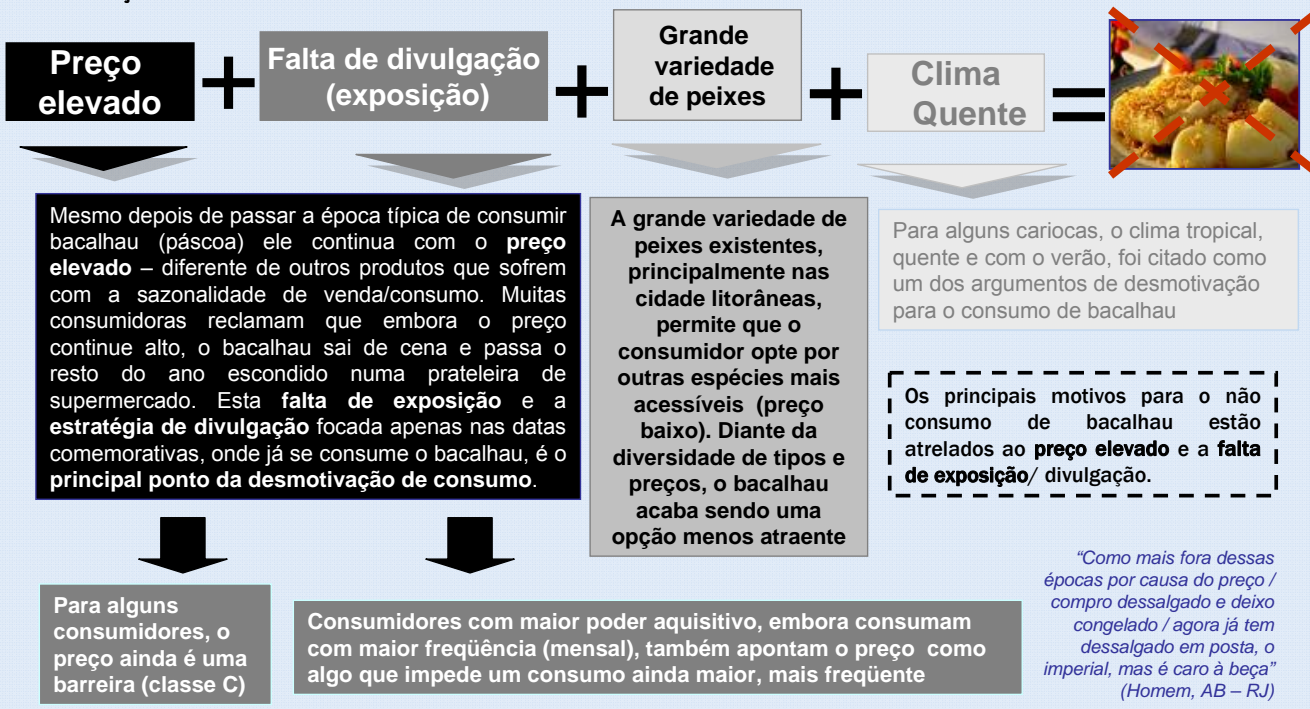 Preço
elevado
+
Falta de divulgação
(exposição)
+
Grande
variedade
de peixes
+
Clima
Quente
=
Mesmo depois de passar a época típica de consumir
bacalhau (páscoa) ele continua com o preço
elevado – diferente de outros produtos que sofrem
com a sazonalidade de venda/consumo. Muitas
consumidoras reclamam que embora o preço
continue alto, o bacalhau sai de cena e passa o
resto do ano escondido numa prateleira de
supermercado. Esta falta de exposição e a
estratégia de divulgação focada apenas nas datas
comemorativas, onde já se consume o bacalhau, é o
principal ponto da desmotivação de consumo.
A grande variedade de
peixes existentes,
principalmente nas
cidade litorâneas,
permite que o
consumidor opte por
outras espécies mais
acessíveis (preço
baixo). Diante da
diversidade de tipos e
preços, o bacalhau
acaba sendo uma
opção menos atraente
Para alguns cariocas, o clima tropical,
quente e com o verão, foi citado como
um dos argumentos de desmotivação
para o consumo de bacalhau
Os principais motivos para o não
consumo de bacalhau estão
atrelados ao preço elevado e a falta
de exposição/ divulgação.
Para alguns
consumidores, o
preço ainda é uma
barreira (classe C)
Consumidores com maior poder aquisitivo, embora consumam
com maior freqüência (mensal), também apontam o preço como
algo que impede um consumo ainda maior, mais freqüente
“Como mais fora dessas
épocas por causa do preço /
compro dessalgado e deixo
congelado / agora já tem
dessalgado em posta, o
imperial, mas é caro à beça”
(Homem, AB – RJ)